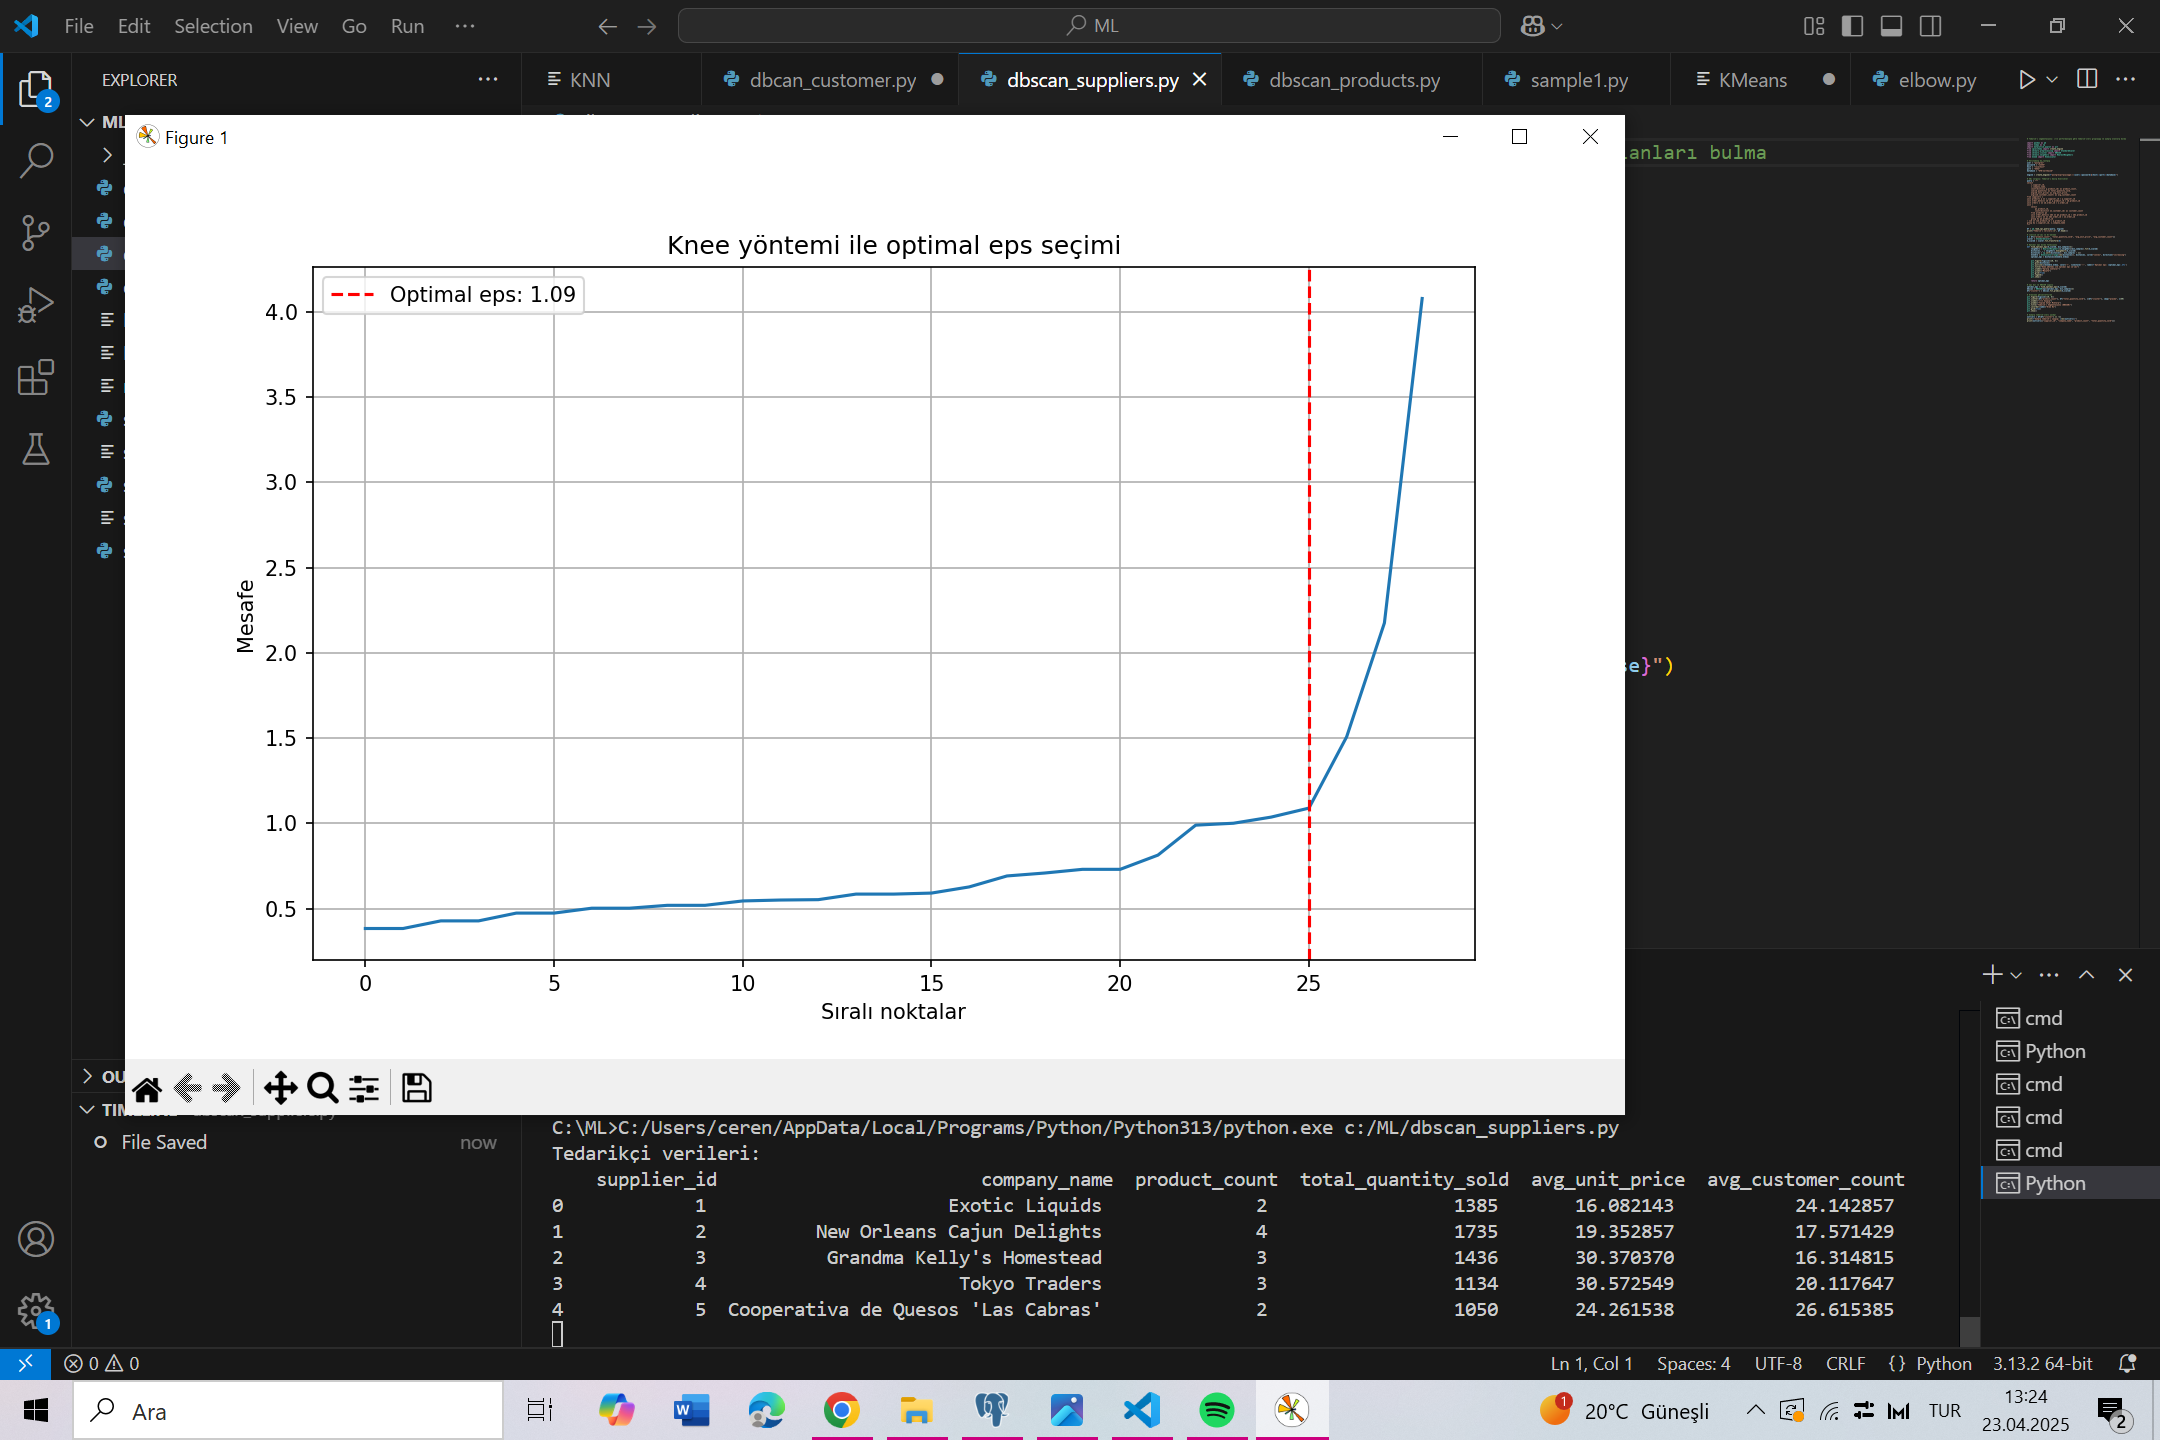 File Edit Selection View Go Run ···
ML
EXPLORER
KNN
dbcan_customer.py
dbscan_suppliers.py
dbscan_products.py
sample1.py
KMeans
elbow.py
2
ML
Figure 1
anları bulma
Knee yöntemi ile optimal eps seçimi
Optimal eps: 1.09
4.0
3.5
3.0
2.5
2.0
1.5
1.0
0.5
Mesafe
0 5 10 15 20 25
Sıralı noktalar
se}")
cmd
Python
cmd
cmd
cmd
Python
OU
TIMELINE dbscan_suppliers.py
File Saved now
C:\ML>C:/Users/ceren/AppData/Local/Programs/Python/Python313/python.exe c:/ML/dbscan_suppliers.py
Tedarikçi verileri:
supplier_id company_name product_count total_quantity_sold avg_unit_price avg_customer_count
0 1 Exotic Liquids 2 1385 16.082143 24.142857
1 2 New Orleans Cajun Delights 4 1735 19.352857 17.571429
2 3 Grandma Kelly's Homestead 3 1436 30.370370 16.314815
3 4 Tokyo Traders 3 1134 30.572549 20.117647
4 5 Cooperativa de Quesos 'Las Cabras' 2 1050 24.261538 26.615385
1
0 0
Ln 1, Col 1 Spaces: 4 UTF-8 CRLF {} Python 3.13.2 64-bit
Ara
1
20°C Güneşli
TUR
13:24
23.04.2025
2